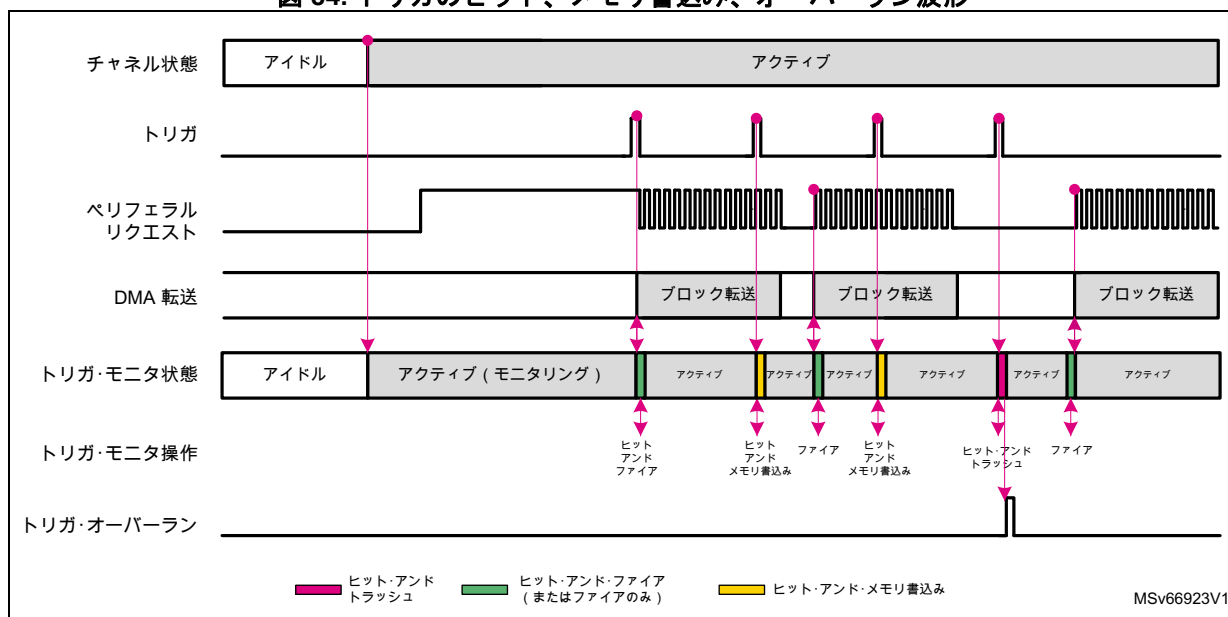 図 84. トリガのヒット、メモリ書込み、オーバーラン波形
チャネル状態
アイドル
アクティブ
トリガ
ペリフェラル
リクエスト
DMA 転送
ブロック転送
ブロック転送
ブロック転送
トリガ・モニタ状態
アイドル
アクティブ ( モニタリング )
アクティブ
アクティブ
アクティブ
アクティブ
アクティブ
アクティブ
トリガ・モニタ操作
ヒット
アンド
ファイア
ヒット
アンド
メモリ書込み
ファイア
ヒット
アンド
メモリ書込み
ヒット・アンド
トラッシュ
ファイア
トリガ・オーバーラン
ヒット・アンド
トラッシュ
ヒット・アンド・ファイア
( またはファイアのみ )
ヒット・アンド・メモリ書込み
MSv66923V1